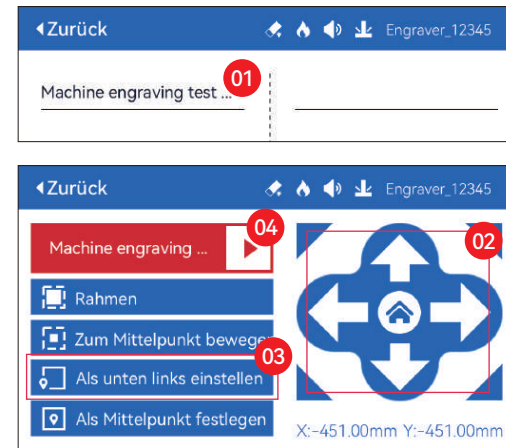 Zurück Engraver_12345
01
Machine engraving test ...
Zurück Engraver_12345
04
Machine engraving ...
02
Rahmen
Zum Mittelpunkt bewegen
03
Als unten links einstellen
Als Mittelpunkt festlegen
X:-451.00mm Y:-451.00mm